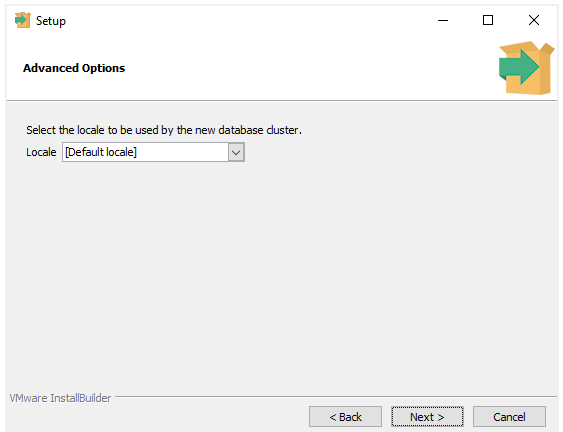 Setup
Advanced Options
Select the locale to be used by the new database cluster.
Locale [Default locale]
VMware InstallBuilder
< Back Next > Cancel